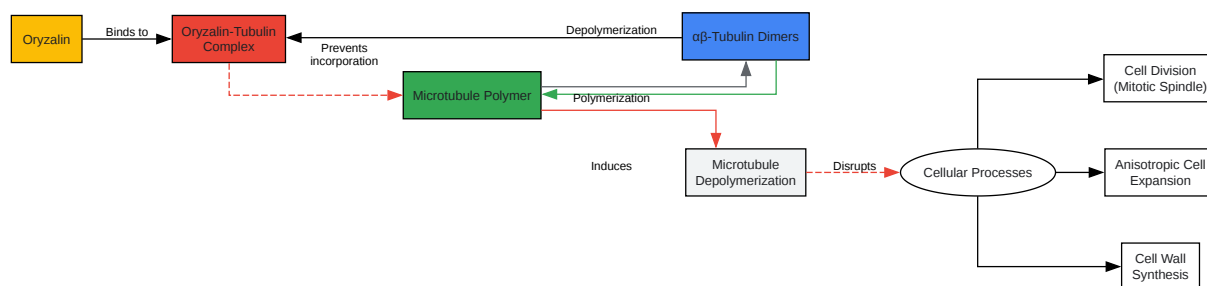 Oryzalin
Binds to
Oryzalin-Tubulin
Complex
Prevents
incorporation
Depolymerization
αβ-Tubulin Dimers
Microtubule Polymer
Polymerization
Induces
Microtubule
Depolymerization
Disrupts
Cellular Processes
Cell Division
(Mitotic Spindle)
Anisotropic Cell
Expansion
Cell Wall
Synthesis